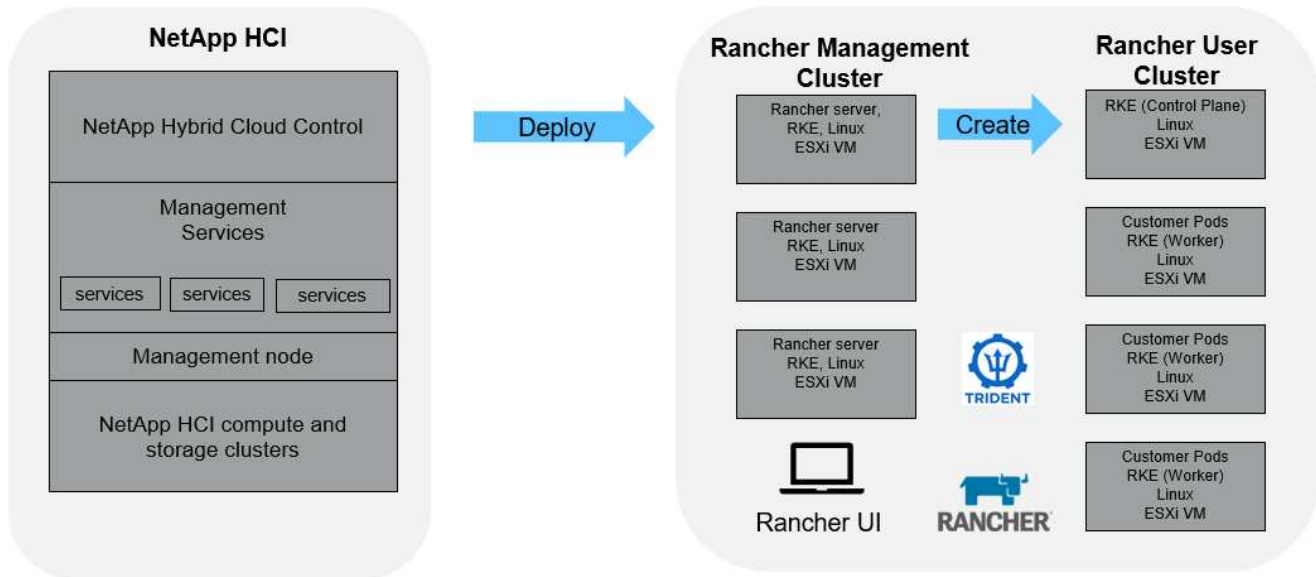 NetApp HCI
NetApp Hybrid Cloud Control
Management
Services
services
services
services
Management node
NetApp HCI compute and
storage clusters
Deploy
Rancher Management
Cluster
Rancher server,
RKE, Linux
ESXi VM
Rancher server
RKE, Linux
ESXi VM
Rancher server
RKE, Linux
ESXi VM
Rancher UI
Create
TRIDENT
RANCHER
Rancher User
Cluster
RKE (Control Plane)
Linux
ESXi VM
Customer Pods
RKE (Worker)
Linux
ESXi VM
Customer Pods
RKE (Worker)
Linux
ESXi VM
Customer Pods
RKE (Worker)
Linux
ESXi VM